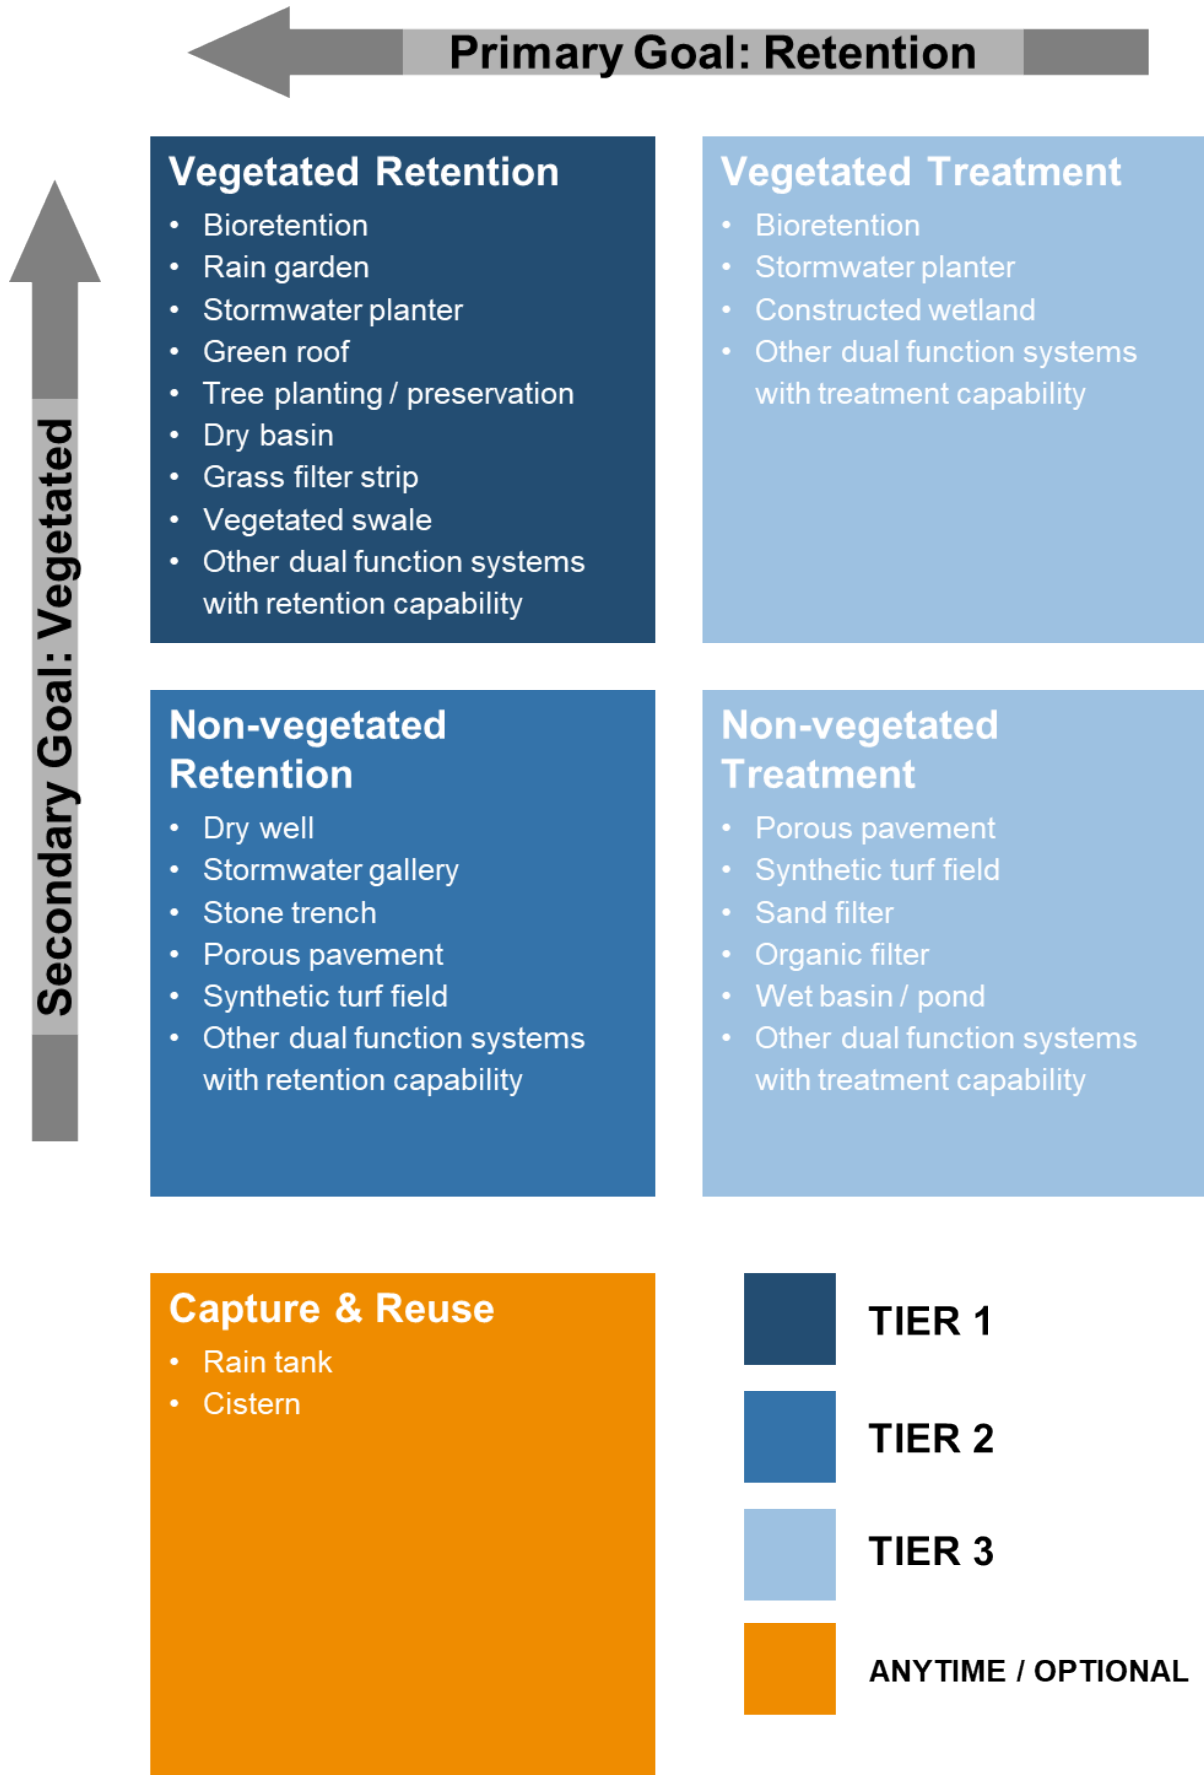 Primary Goal: Retention
Secondary Goal: Vegetated
Vegetated Retention
• Bioretention
• Rain garden
• Stormwater planter
• Green roof
• Tree planting / preservation
• Dry basin
• Grass filter strip
• Vegetated swale
• Other dual function systems
with retention capability
Vegetated Treatment
• Bioretention
• Stormwater planter
• Constructed wetland
• Other dual function systems
with treatment capability
Non-vegetated
Retention
• Dry well
• Stormwater gallery
• Stone trench
• Porous pavement
• Synthetic turf field
• Other dual function systems
with retention capability
Non-vegetated
Treatment
• Porous pavement
• Synthetic turf field
• Sand filter
• Organic filter
• Wet basin / pond
• Other dual function systems
with treatment capability
Capture & Reuse
• Rain tank
• Cistern
TIER 1
TIER 2
TIER 3
ANYTIME / OPTIONAL